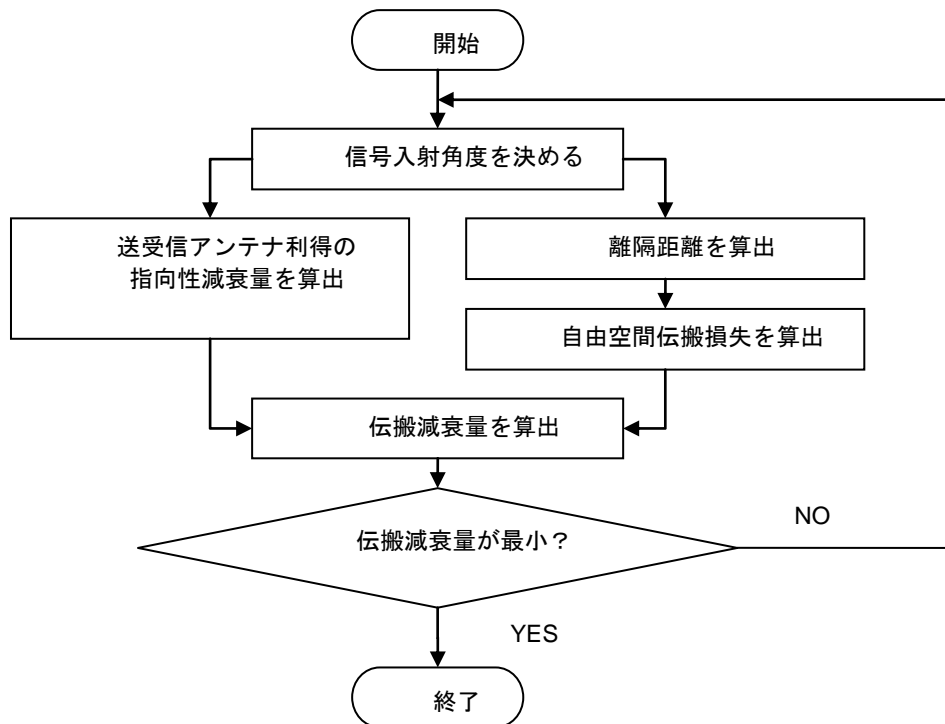 開始
信号入射角度を決める
送受信アンテナ利得の
指向性減衰量を算出
離隔距離を算出
自由空間伝搬損失を算出
伝搬減衰量を算出
伝搬減衰量が最小？
NO
YES
終了